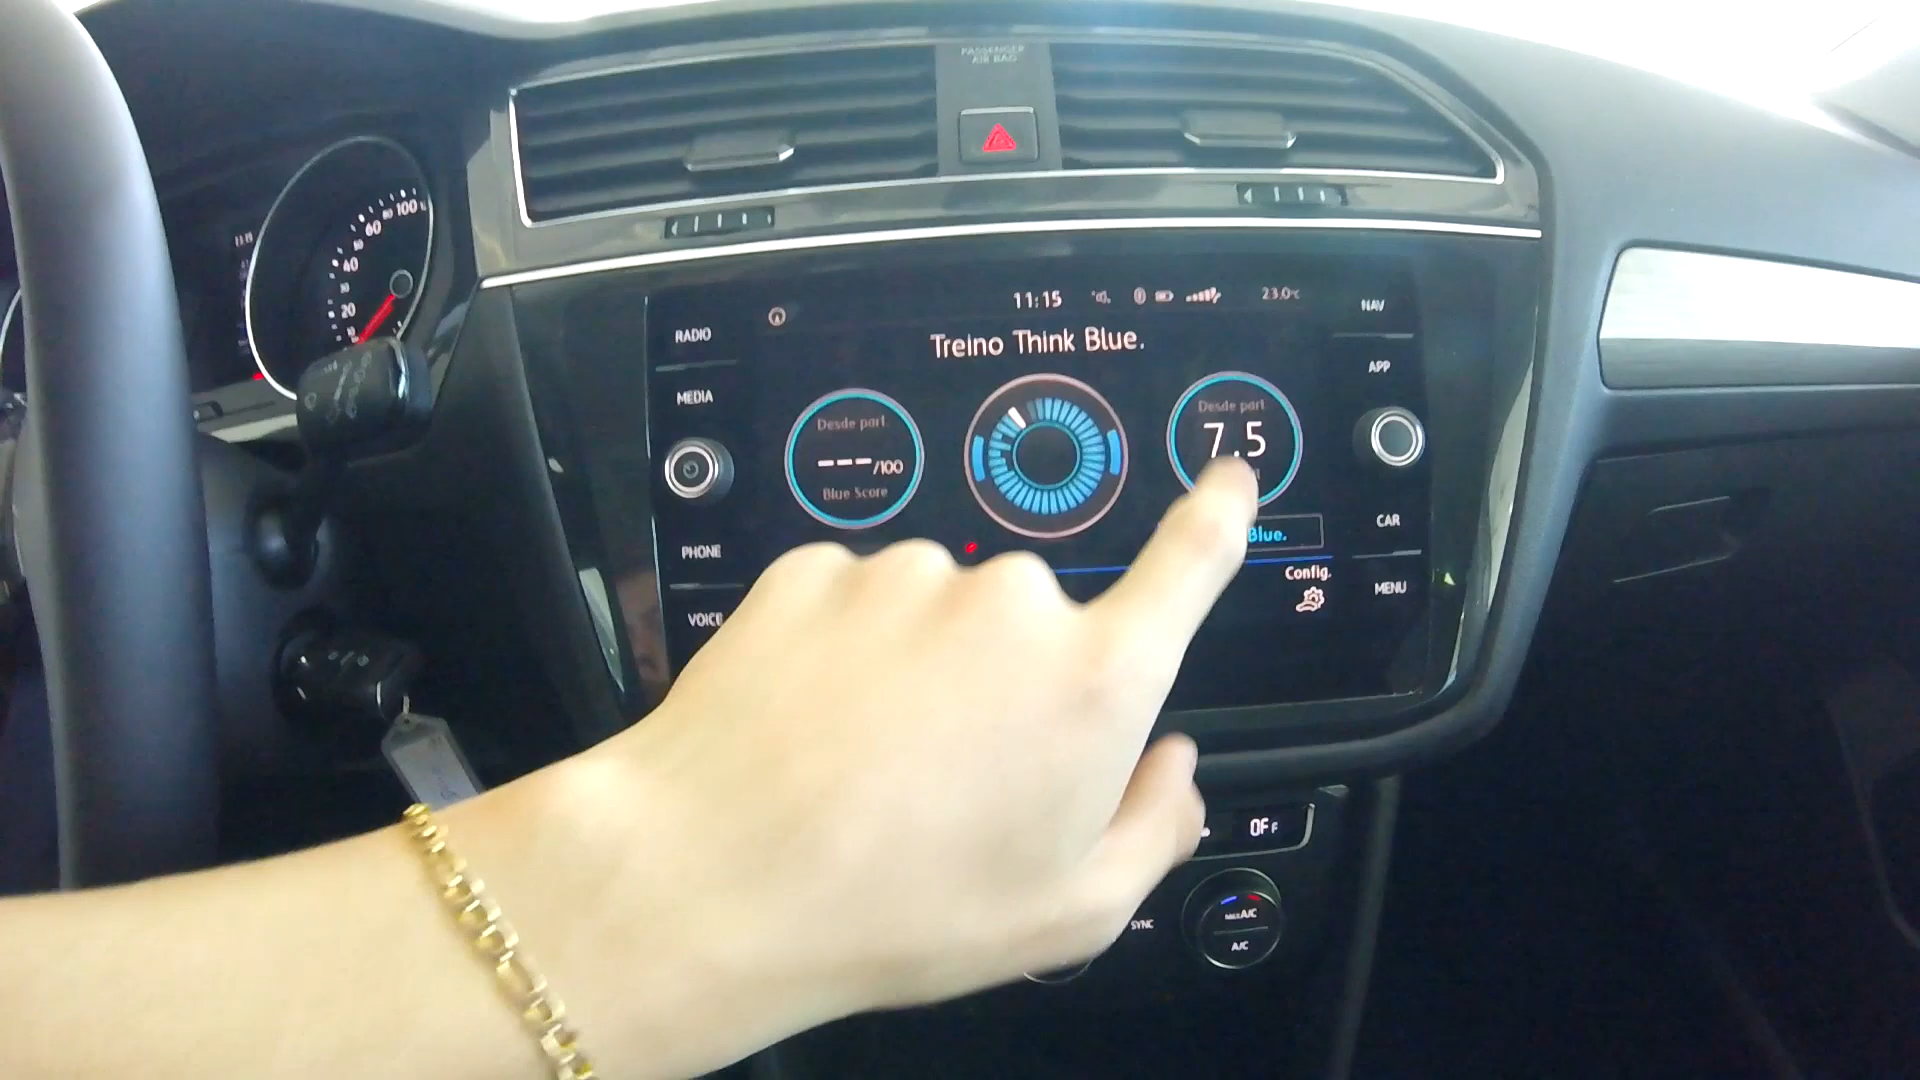 PASSENGER
AIR BAG
100
80
60
40
20
RADIO
MEDIA
PHONE
VOICE
11:15
23.0°C
Treino Think Blue.
Desde part.
---/100
Blue Score
Desde part.
7.5
Blue.
Config.
NAV
APP
CAR
MENU
OFF
SYNC
MAX A/C
A/C